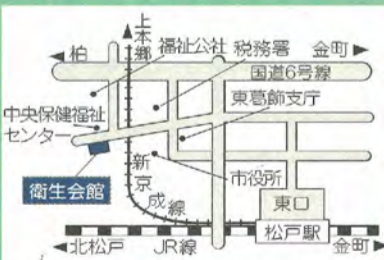 上本郷
柏
福祉公社
税務署
金町
国道6号線
中央保健福祉
センター
東葛飾支庁
衛生会館
新京成線
市役所
東口
松戸駅
北松戸
JR線
金町